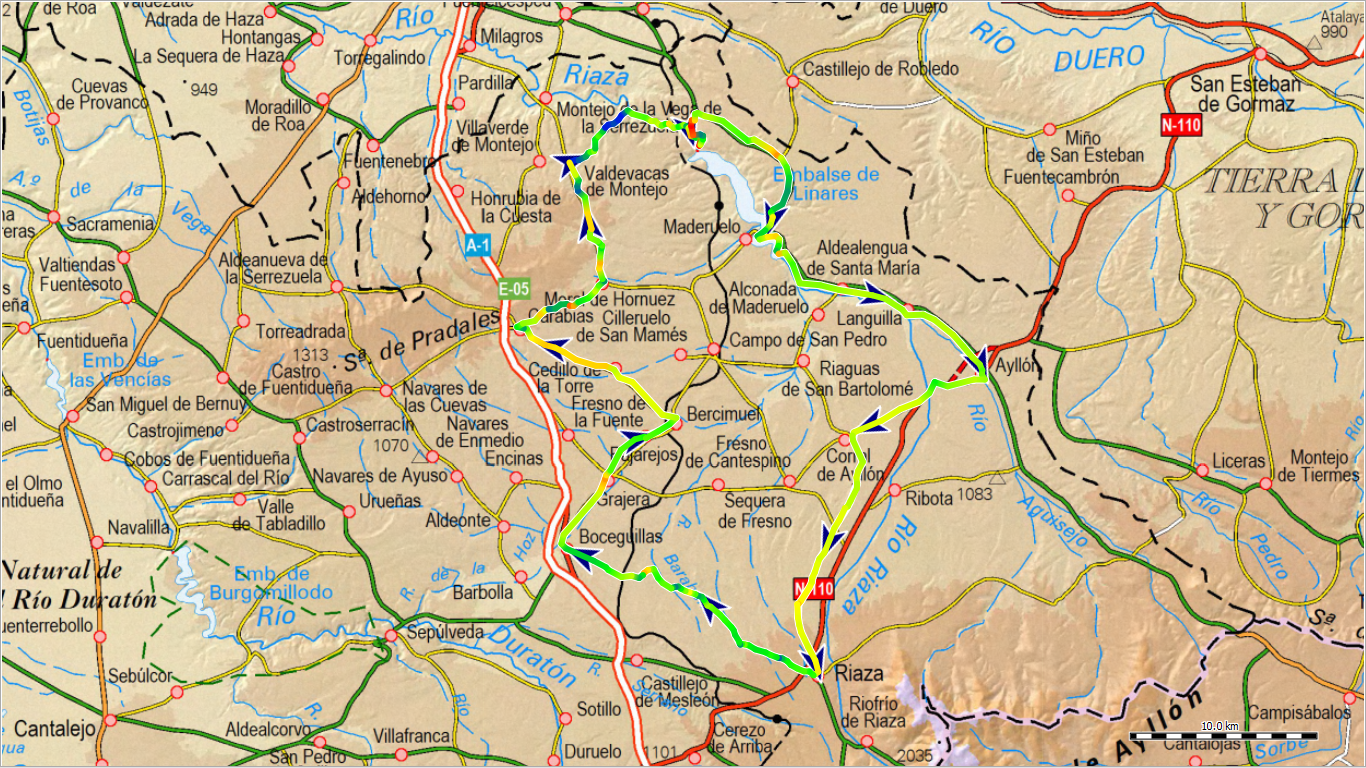 de Roa
Valdezate
Adrada de Haza
Hontangas
La Sequera de Haza
Río
Torregalindo
Milagros
Fuentelcésped
de Duero
RÍO
DUERO
Atalaya
990
Riaza
Castillejo de Robledo
San Esteban
de Gormaz
N-110
Cuevas
de Provanco
Botijas
949
Moradillo
de Roa
Pardilla
Montejo de la Vega de
la Serrezuela
Villaverde
de Montejo
Miño
de San Esteban
Fuentenebro
Aldehorno
Valdevacas
de Montejo
Embalse de
Linares
Fuentecambrón
TIERRA
Y GOR
A.º de la
Vega
Sacramenia
Honrubia de
la Cuesta
Maderuelo
A-1
Aldealengua
de Santa María
Valtiendas
Fuentesoto
Aldeanueva de
la Serrezuela
E-05
Alconada
de Maderuelo
Moral de Hornuez
Carabias
Cilleruelo
de San Mamés
Languilla
Torreadrada
Sª. de Pradales
Campo de San Pedro
Fuentidueña
Emb. de
las Vencías
1313
Castro
de Fuentidueña
Cedillo de
la Torre
Riaguas
de San Bartolomé
Ayllón
San Miguel de Bernuy
Castrojimeno
Navares de
las Cuevas
Fresno de
la Fuente
Bercimuel
Río
Castroserracín
Navares
de Enmedio
1070
Encinas
Pajarejos
Fresno
de Cantespino
Corral
de Ayllón
Liceras
Montejo
de Tiermes
Cobos de Fuentidueña
Carrascal del Río
el Olmo
Navares de Ayuso
Urueñas
Grajera
Sequera
de Fresno
Ribota
1083
Río
Pedro
Valle
de Tabladillo
Navalilla
Aldeonte
Boceguillas
Río Riaza
Aguisejo
Natural de
Río Duratón
Emb. de
Burgomillodo
Río
R. de la Hoz
Barbolla
R.
N-110
Sepúlveda
Duratón
Sª.
Sebúlcor
R.
Castillejo
de Mesleón
Riaza
Riofrío
de Riaza
Cantalejo
Aldealcorvo
San Pedro
R.
Río
Villafranca
Sotillo
Duruelo
1101
Cerezo
de Arriba
2035
de Ayllón
10.0 km
Campisábalos
Cantalojas
Sorbe